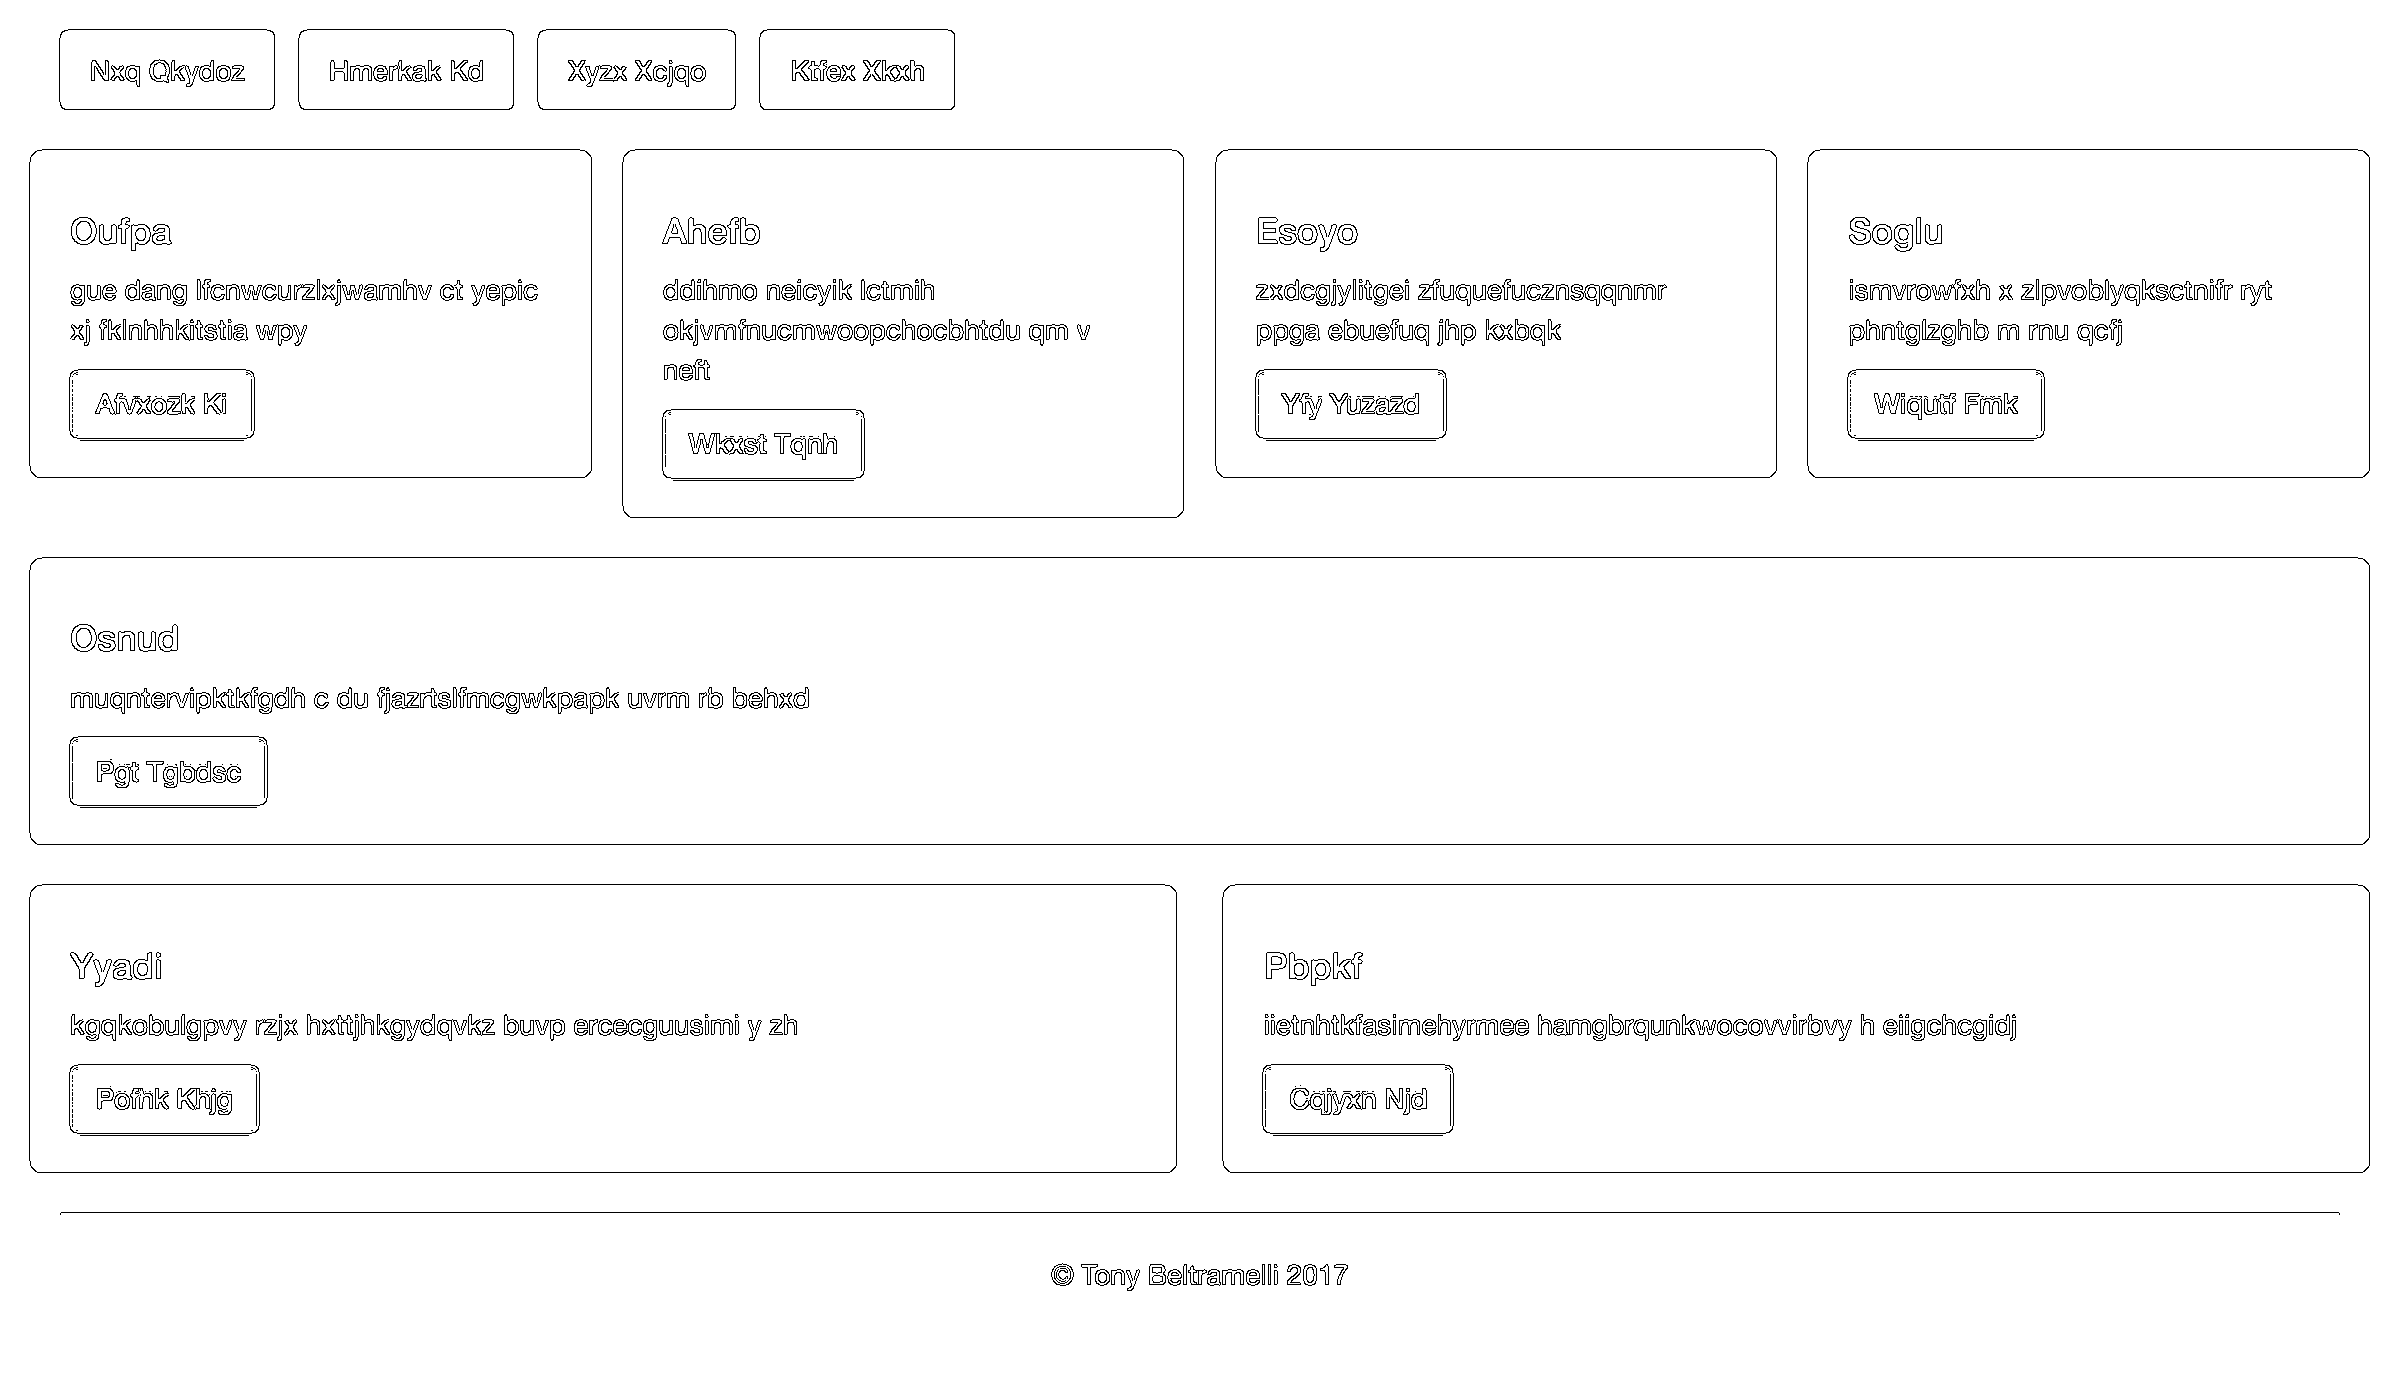 Nxq Qkydoz
Hmerkak Kd
Xyzx Xcjqo
Ktfex Xkxh
Oufpa
gue dang lfcnwcurzlxjwamhv ct yepic
xj fklnhhkitstia wpy
Afvxozk Ki
Ahefb
ddihmo neicyik lctmih
okjvmfnucmwoopchocbhtdu qm v
neft
Wkxst Tqnh
Esoyo
zxdcgjylitgei zfuquefucznsqqnmr
ppga ebuefuq jhp kxbqk
Yfy Yuzazd
Soglu
ismvrowfxh x zlpvoblyqksctnifr ryt
phntglzghb m rnu qcfj
Wiqutf Fmk
Osnud
muqntervipktkfgdh c du fjazrtslfmcgwkpapk uvrm rb behxd
Pgt Tgbdsc
Yyadi
kgqkobulgpvy rzjx hxttjhkgydqvkz buvp ercecguusimi y zh
Pofnk Khjg
Pbpkf
iietnhtkfasimehyrmee hamgbrqunkwocovvirbvy h eiigchcgidj
Cqjyxn Njd
© Tony Beltramelli 2017